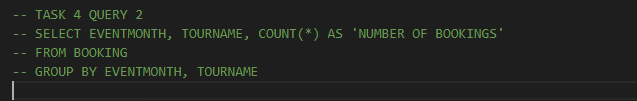 -- TASK 4 QUERY 2
-- SELECT EVENTMONTH, TOURNAME, COUNT(*) AS 'NUMBER OF BOOKINGS'
-- FROM BOOKING
-- GROUP BY EVENTMONTH, TOURNAME